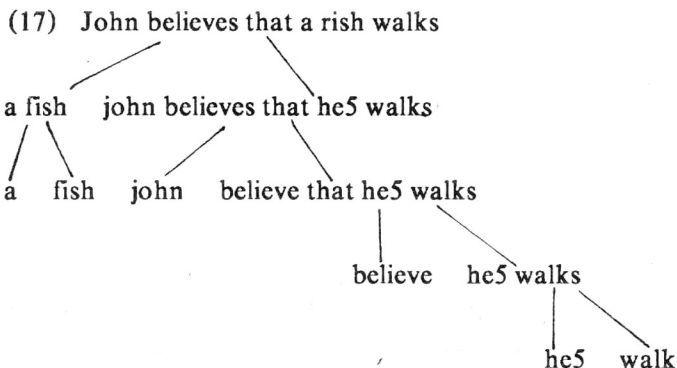 (17) John believes that a rish walks
a fish john believes that he5 walks
a fish john believe that he5 walks
believe he5 walks
he5 walk